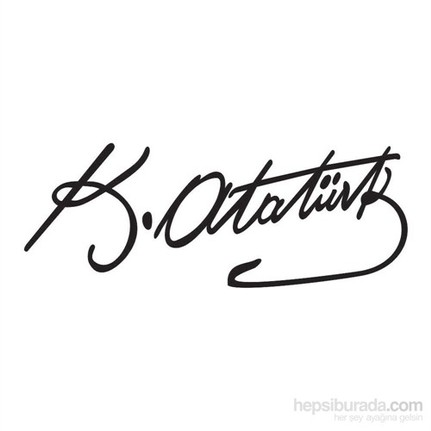 K. Atatürk
hepsiburada.com
her şey ayağına gelsin